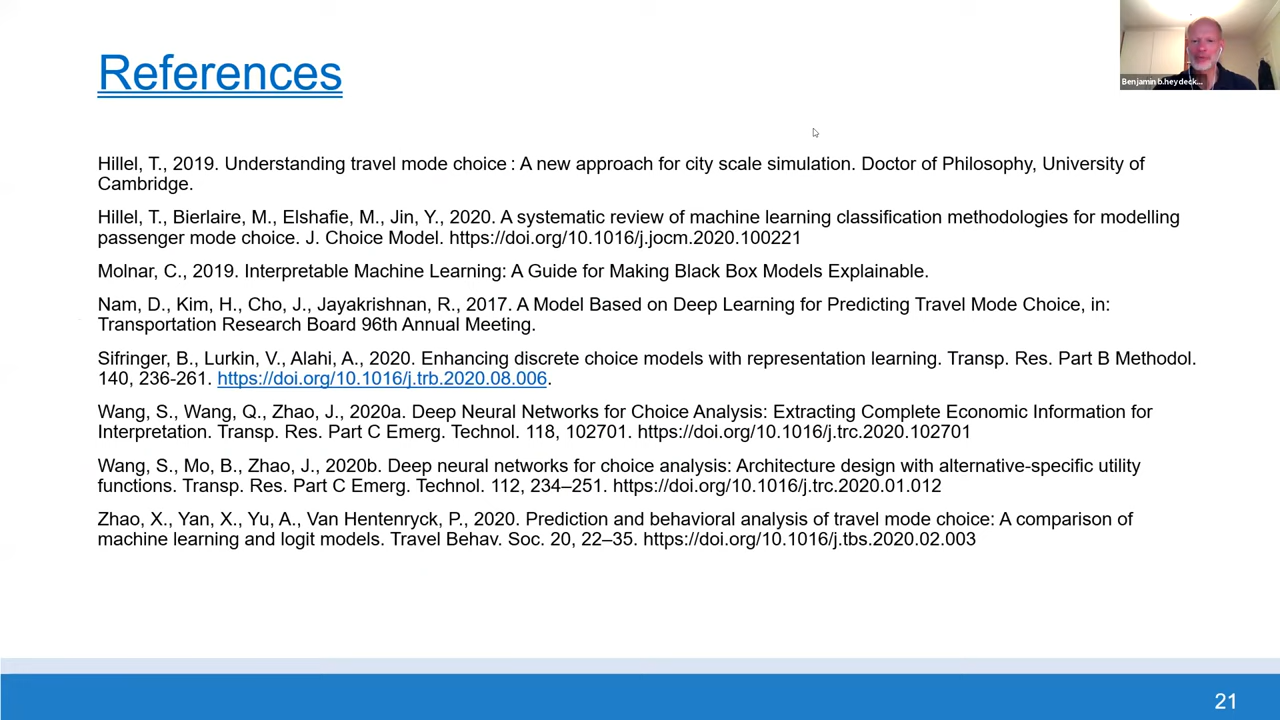 References
Benjamin b.heydeck...
Hillel, T., 2019. Understanding travel mode choice : A new approach for city scale simulation. Doctor of Philosophy, University of
Cambridge.
Hillel, T., Bierlaire, M., Elshafie, M., Jin, Y., 2020. A systematic review of machine learning classification methodologies for modelling
passenger mode choice. J. Choice Model. https://doi.org/10.1016/j.jocm.2020.100221
Molnar, C., 2019. Interpretable Machine Learning: A Guide for Making Black Box Models Explainable.
Nam, D., Kim, H., Cho, J., Jayakrishnan, R., 2017. A Model Based on Deep Learning for Predicting Travel Mode Choice, in:
Transportation Research Board 96th Annual Meeting.
Sifringer, B., Lurkin, V., Alahi, A., 2020. Enhancing discrete choice models with representation learning. Transp. Res. Part B Methodol.
140, 236-261. https://doi.org/10.1016/j.trb.2020.08.006.
Wang, S., Wang, Q., Zhao, J., 2020a. Deep Neural Networks for Choice Analysis: Extracting Complete Economic Information for
Interpretation. Transp. Res. Part C Emerg. Technol. 118, 102701. https://doi.org/10.1016/j.trc.2020.102701
Wang, S., Mo, B., Zhao, J., 2020b. Deep neural networks for choice analysis: Architecture design with alternative-specific utility
functions. Transp. Res. Part C Emerg. Technol. 112, 234–251. https://doi.org/10.1016/j.trc.2020.01.012
Zhao, X., Yan, X., Yu, A., Van Hentenryck, P., 2020. Prediction and behavioral analysis of travel mode choice: A comparison of
machine learning and logit models. Travel Behav. Soc. 20, 22–35. https://doi.org/10.1016/j.tbs.2020.02.003
21